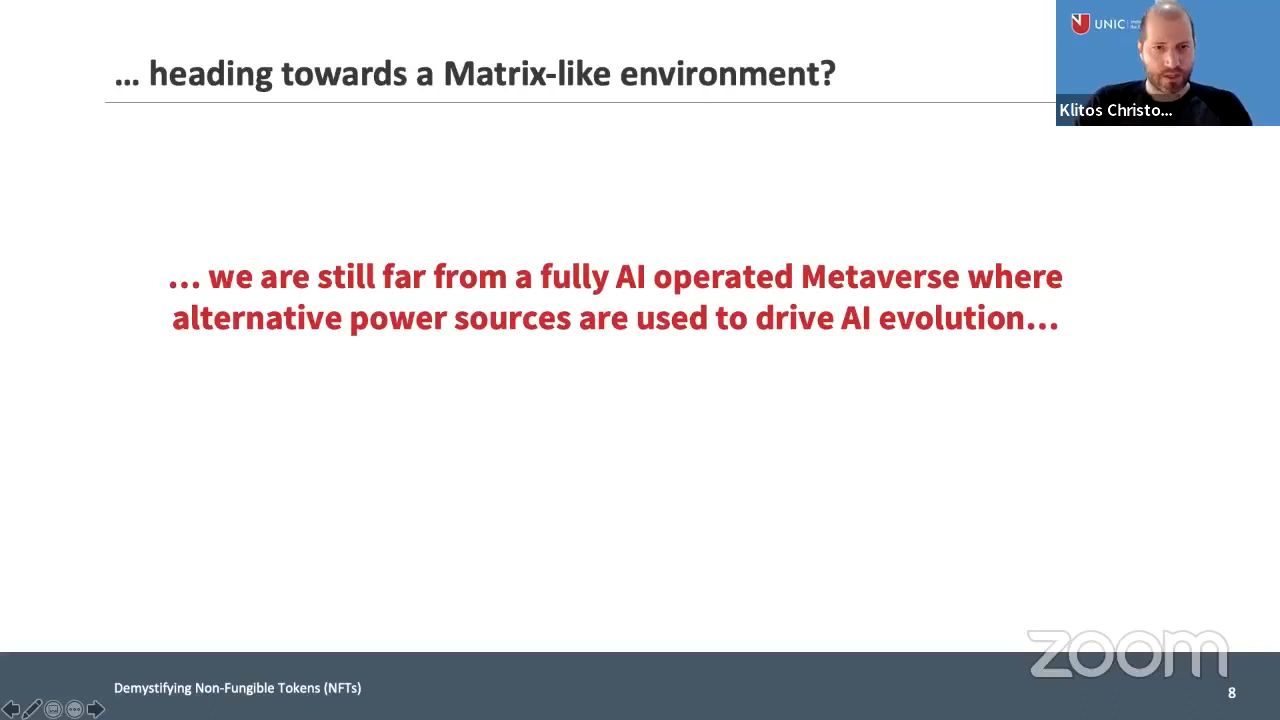 ... heading towards a Matrix-like environment?
UNIC
Klitos Christo...
... we are still far from a fully AI operated Metaverse where
alternative power sources are used to drive AI evolution...
zoom
Demystifying Non-Fungible Tokens (NFTs)
8